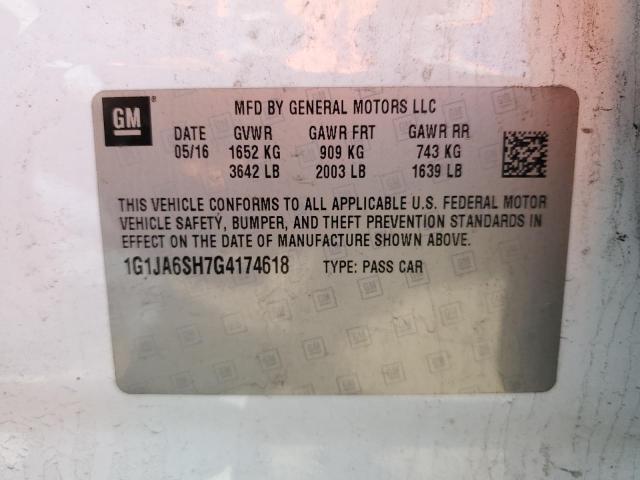 GM® MFD BY GENERAL MOTORS LLC
DATE GVWR GAWR FRT GAWR RR
05/16 1652 KG 909 KG 743 KG
3642 LB 2003 LB 1639 LB
THIS VEHICLE CONFORMS TO ALL APPLICABLE U.S. FEDERAL MOTOR
VEHICLE SAFETY, BUMPER, AND THEFT PREVENTION STANDARDS IN
EFFECT ON THE DATE OF MANUFACTURE SHOWN ABOVE.
1G1JA6SH7G4174618 TYPE: PASS CAR